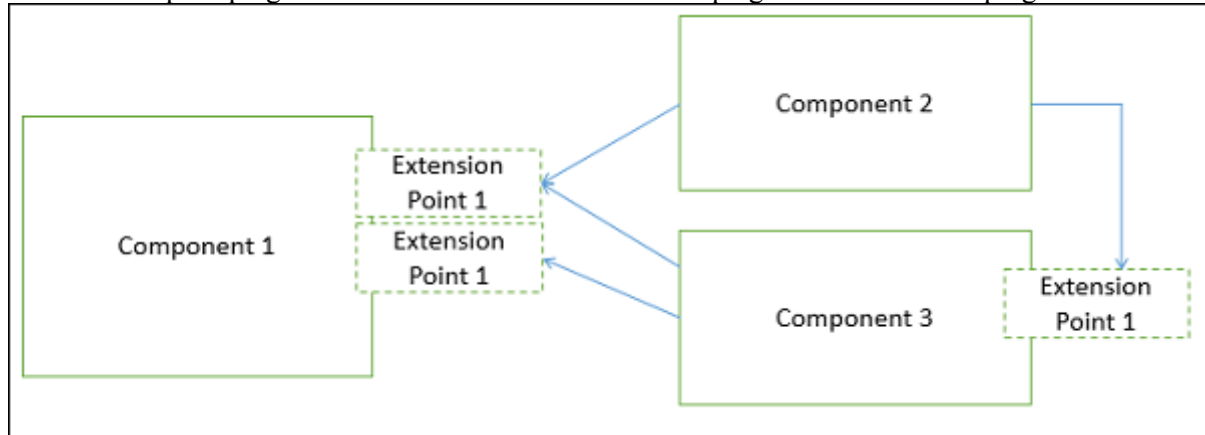 Component 2
Extension
Point 1
Component 1
Extension
Point 1
Component 3
Extension
Point 1